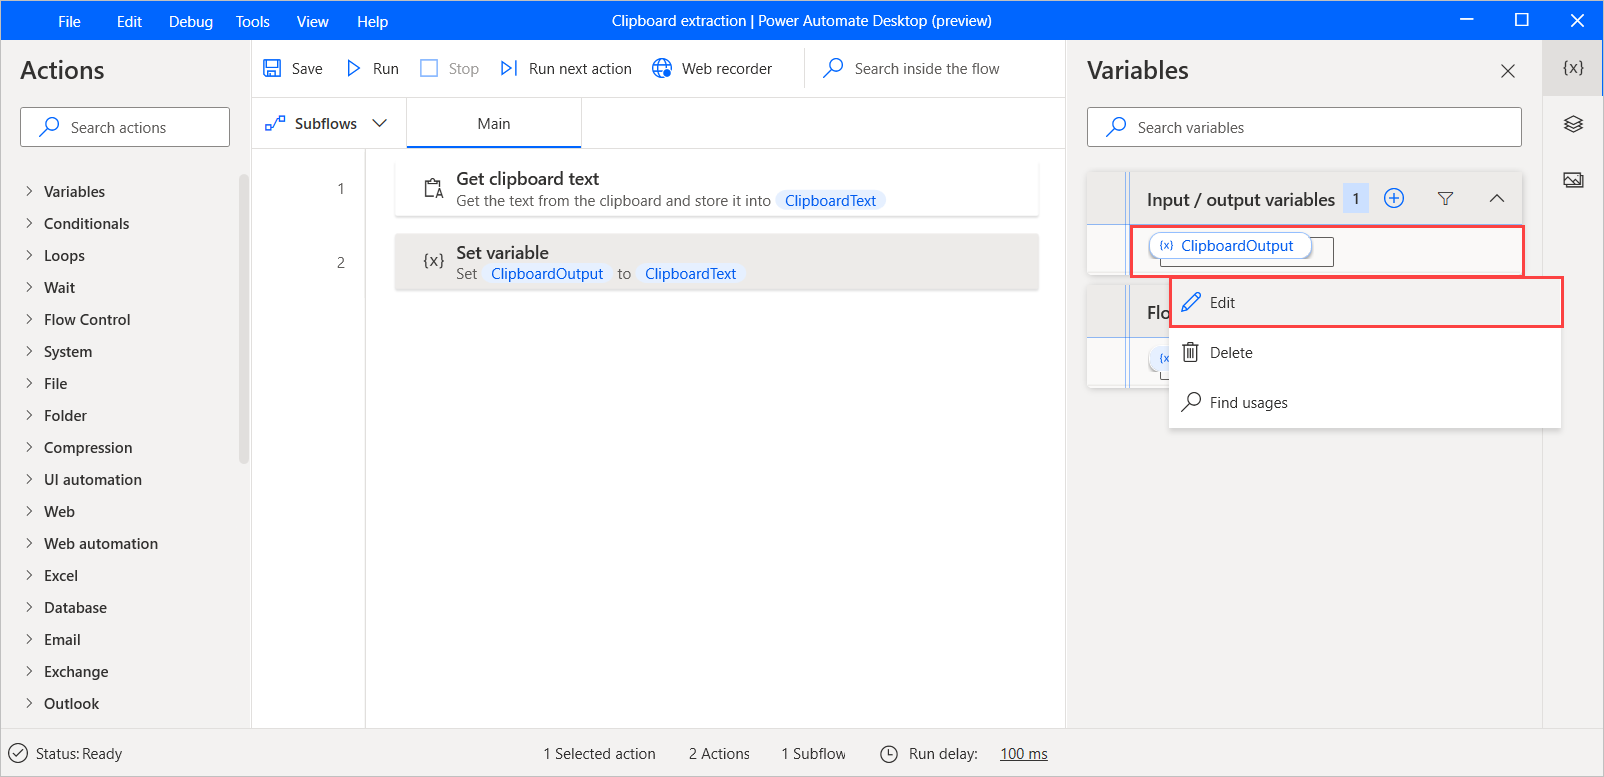 File Edit Debug Tools View Help Clipboard extraction | Power Automate Desktop (preview)
Actions
Search actions
Variables
Conditionals
Loops
Wait
Flow Control
System
File
Folder
Compression
UI automation
Web
Web automation
Excel
Database
Email
Exchange
Outlook
Save Run Stop Run next action Web recorder Search inside the flow
Subflows Main
1 Get clipboard text
Get the text from the clipboard and store it into ClipboardText
2 {x} Set variable
Set ClipboardOutput to ClipboardText
Variables
{x}
Search variables
Input / output variables 1
{x} ClipboardOutput
Flo
{x
Edit
Delete
Find usages
Status: Ready 1 Selected action 2 Actions 1 Subflow Run delay: 100 ms